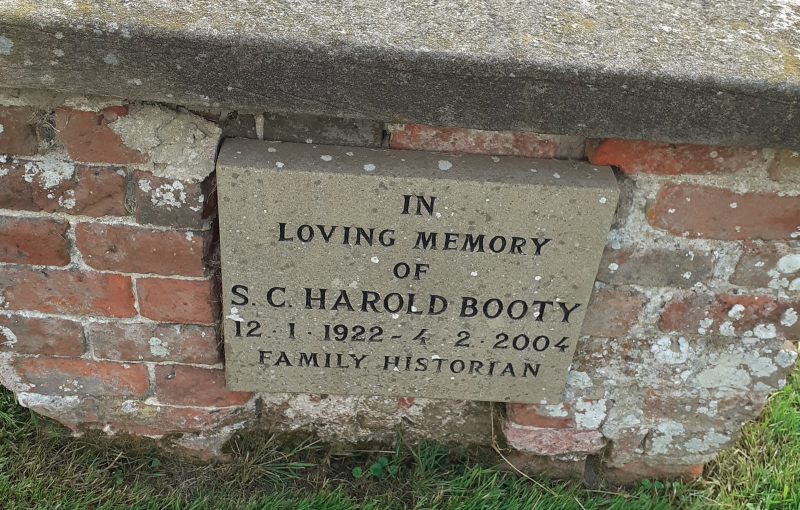 IN
LOVING MEMORY
OF
S. C. HAROLD BOOTY
12 · 1 · 1922 - 4 · 2 · 2004
FAMILY HISTORIAN